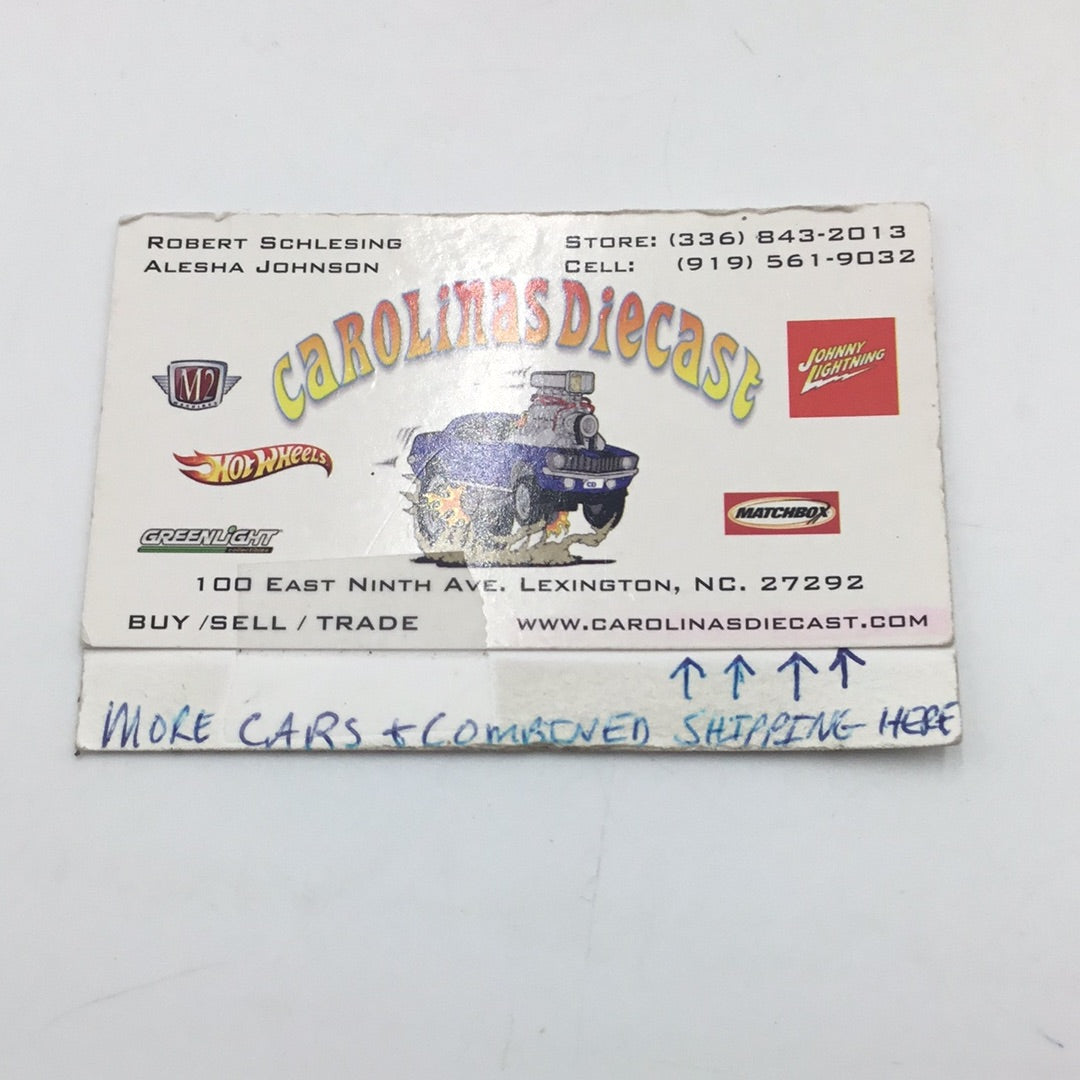 ROBERT SCHLESING
ALESHA JOHNSON
STORE: (336) 843-2013
CELL: (919) 561-9032
CAROLINAS DIECAST
M2
JOHNNY LIGHTNING
HOT WHEELS
MATCHBOX
GREENLIGHT
collectibles
100 EAST NINTH AVE. LEXINGTON, NC. 27292
BUY /SELL / TRADE
WWW.CAROLINASDIECAST.COM
↑ ↑ ↑ ↑
MORE CARS + COMBINED SHIPPING HERE